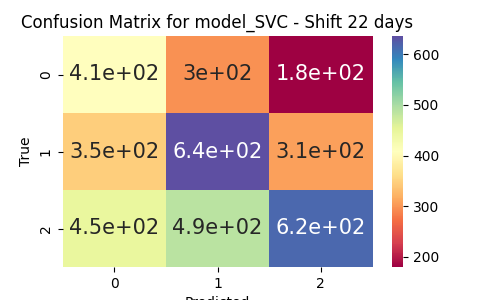 Confusion Matrix for model_SVC - Shift 22 days
True
0
4.1e+02 3e+02 1.8e+02
1
3.5e+02 6.4e+02 3.1e+02
2
4.5e+02 4.9e+02 6.2e+02
0 1 2
Predicted
600
500
400
300
200